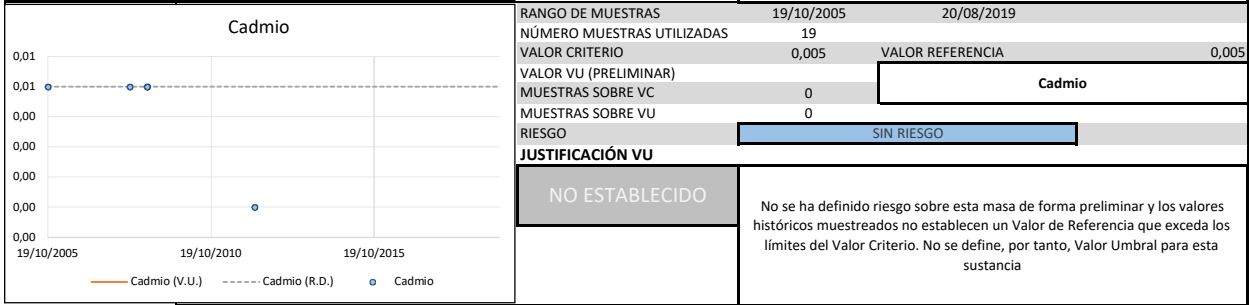 Cadmio
0,01
0,01
0,00
0,00
0,00
0,00
0,00
19/10/2005 19/10/2010 19/10/2015
Cadmio (V.U.) Cadmio (R.D.) Cadmio
RANGO DE MUESTRAS 19/10/2005 20/08/2019
NÚMERO MUESTRAS UTILIZADAS 19
VALOR CRITERIO 0,005 VALOR REFERENCIA 0,005
VALOR VU (PRELIMINAR)
Cadmio
MUESTRAS SOBRE VC 0
MUESTRAS SOBRE VU 0
RIESGO SIN RIESGO
JUSTIFICACIÓN VU
NO ESTABLECIDO
No se ha definido riesgo sobre esta masa de forma preliminar y los valores
históricos muestreados no establecen un Valor de Referencia que exceda los
límites del Valor Criterio. No se define, por tanto, Valor Umbral para esta
sustancia